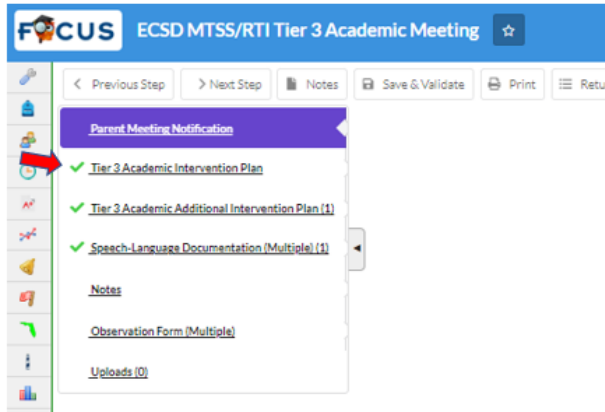 FOCUS ECSD MTSS/RTI Tier 3 Academic Meeting
Previous Step Next Step Notes Save & Validate Print Retu
Parent Meeting Notification
Tier 3 Academic Intervention Plan
Tier 3 Academic Additional Intervention Plan (1)
Speech-Language Documentation (Multiple) (1)
Notes
Observation Form (Multiple)
Uploads (0)